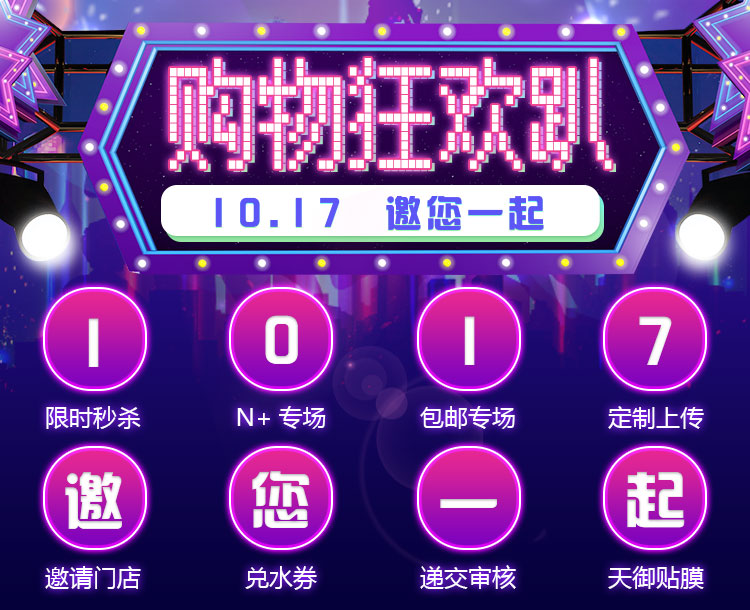 购物狂欢趴
10.17 邀您一起
1 0 1 7
限时秒杀 N+ 专场 包邮专场 定制上传
邀 您 一 起
邀请门店 兑水券 递交审核 天御贴膜